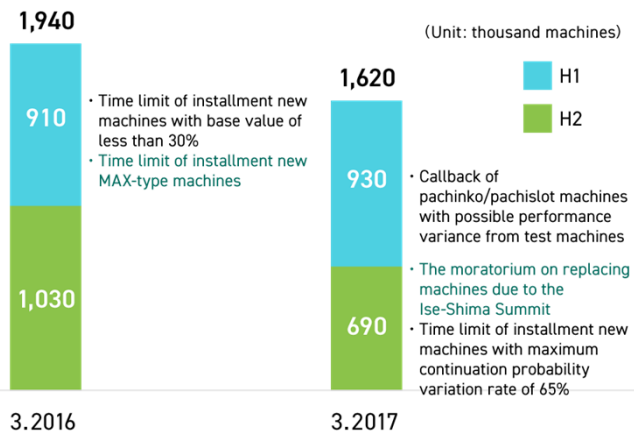 1,940
(Unit: thousand machines)
H1
H2
910
1,030
3.2016
· Time limit of installment new
machines with base value of
less than 30%
· Time limit of installment new
MAX-type machines
1,620
930
690
3.2017
· Callback of
pachinko/pachislot machines
with possible performance
variance from test machines
· The moratorium on replacing
machines due to the
Ise-Shima Summit
· Time limit of installment new
machines with maximum
continuation probability
variation rate of 65%